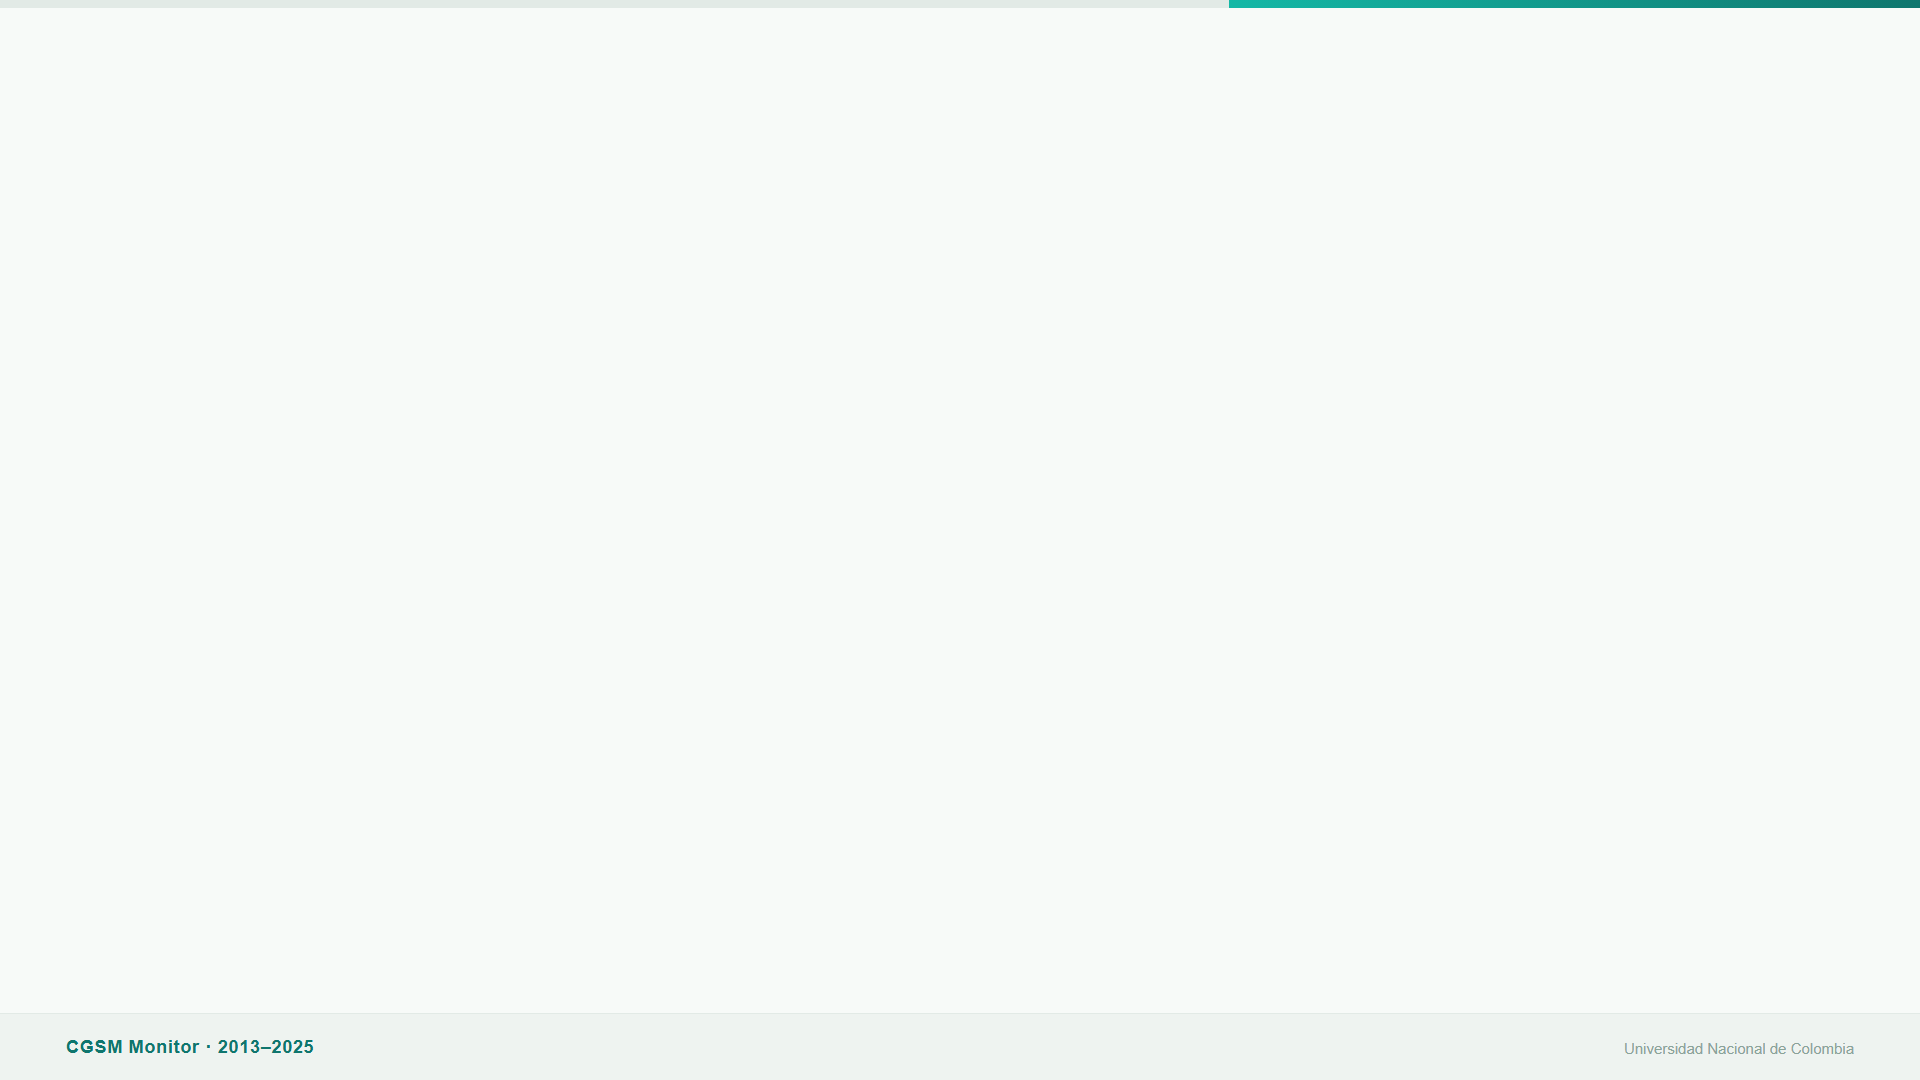 CGSM Monitor · 2013–2025
Universidad Nacional de Colombia